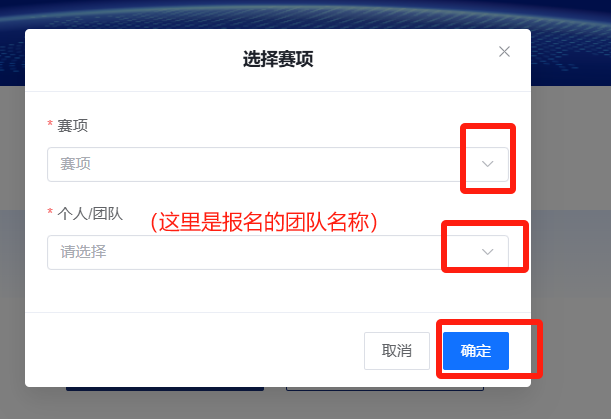 选择赛项
* 赛项
赛项
* 个人/团队
（这里是报名的团队名称）
请选择
取消
确定